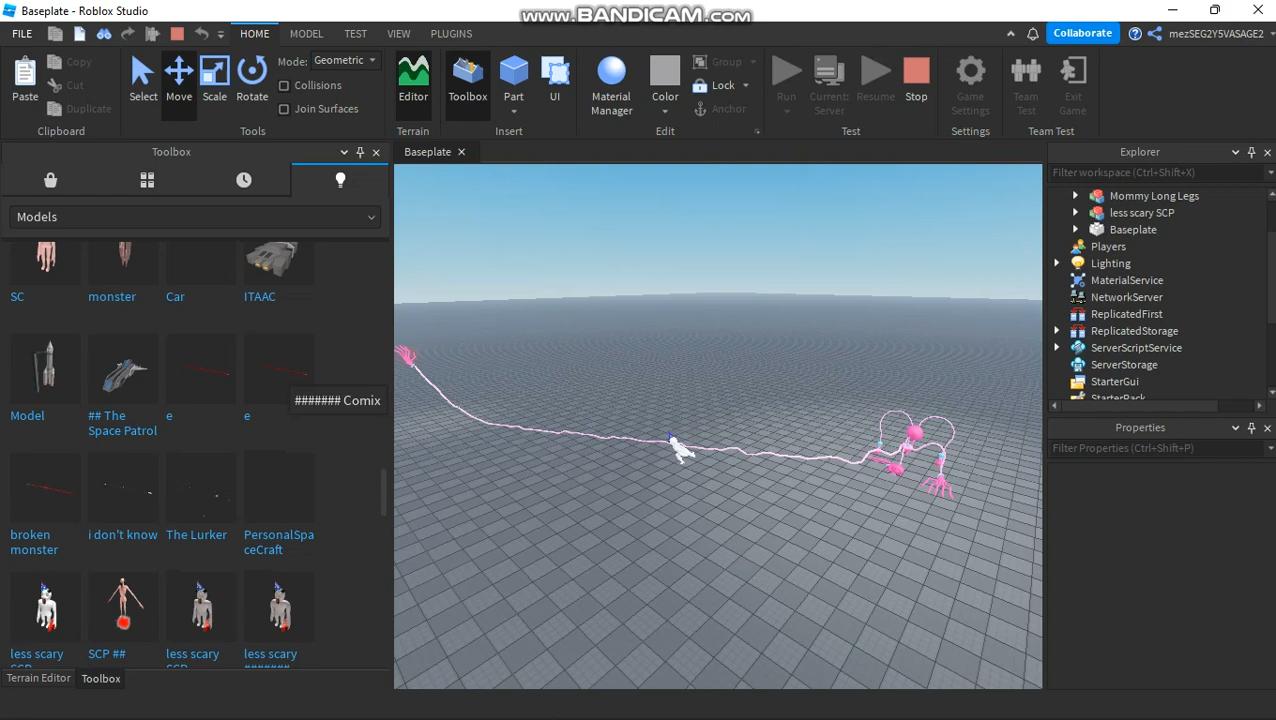 Baseplate - Roblox Studio
www.BANDICAM.com
FILE
HOME
MODEL
TEST
VIEW
PLUGINS
Collaborate
mezSEG2Y5VASAGE2
Paste
Copy
Cut
Duplicate
Clipboard
Select
Move
Scale
Rotate
Mode: Geometric
Collisions
Join Surfaces
Tools
Editor
Terrain
Toolbox
Part
UI
Insert
Material
Manager
Color
Group
Lock
Anchor
Edit
Run
Current:
Server
Resume
Stop
Test
Game
Settings
Settings
Team
Test
Exit
Game
Team Test
Toolbox
Models
SC
monster
Car
ITAAC
Model
## The
Space Patrol
e
e
####### Comix
broken
monster
i don't know
The Lurker
PersonalSpa
ceCraft
less scary
SCP
SCP ##
less scary
SCP
less scary
#######
Terrain Editor
Toolbox
Baseplate
Explorer
Filter workspace (Ctrl+Shift+X)
Mommy Long Legs
less scary SCP
Baseplate
Players
Lighting
MaterialService
NetworkServer
ReplicatedFirst
ReplicatedStorage
ServerScriptService
ServerStorage
StarterGui
StarterPack
Properties
Filter Properties (Ctrl+Shift+P)